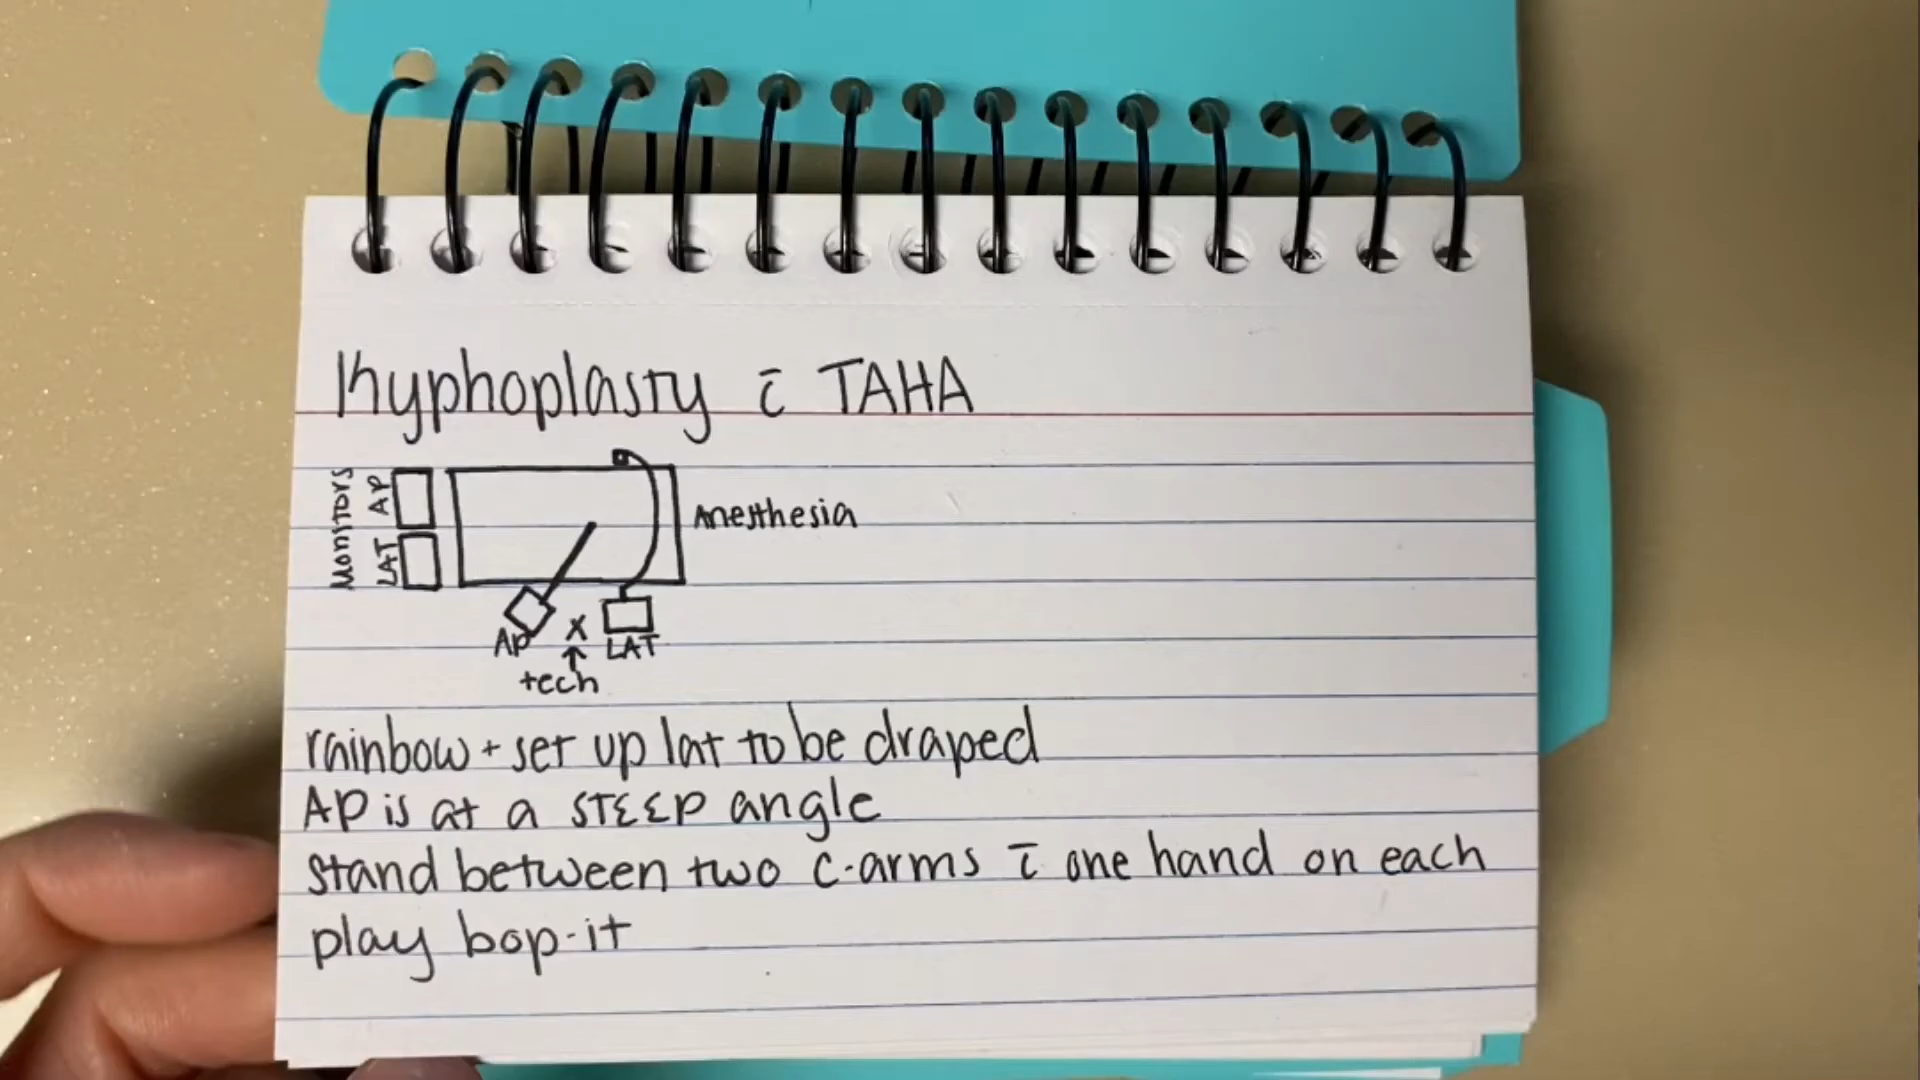 Kyphoplasty c̄ TAHA
Monitors
AP
LAT
Anesthesia
AP
X
LAT
↑
tech
rainbow + set up lat to be draped
AP is at a STEEP angle
stand between two c-arms c̄ one hand on each
play bop-it